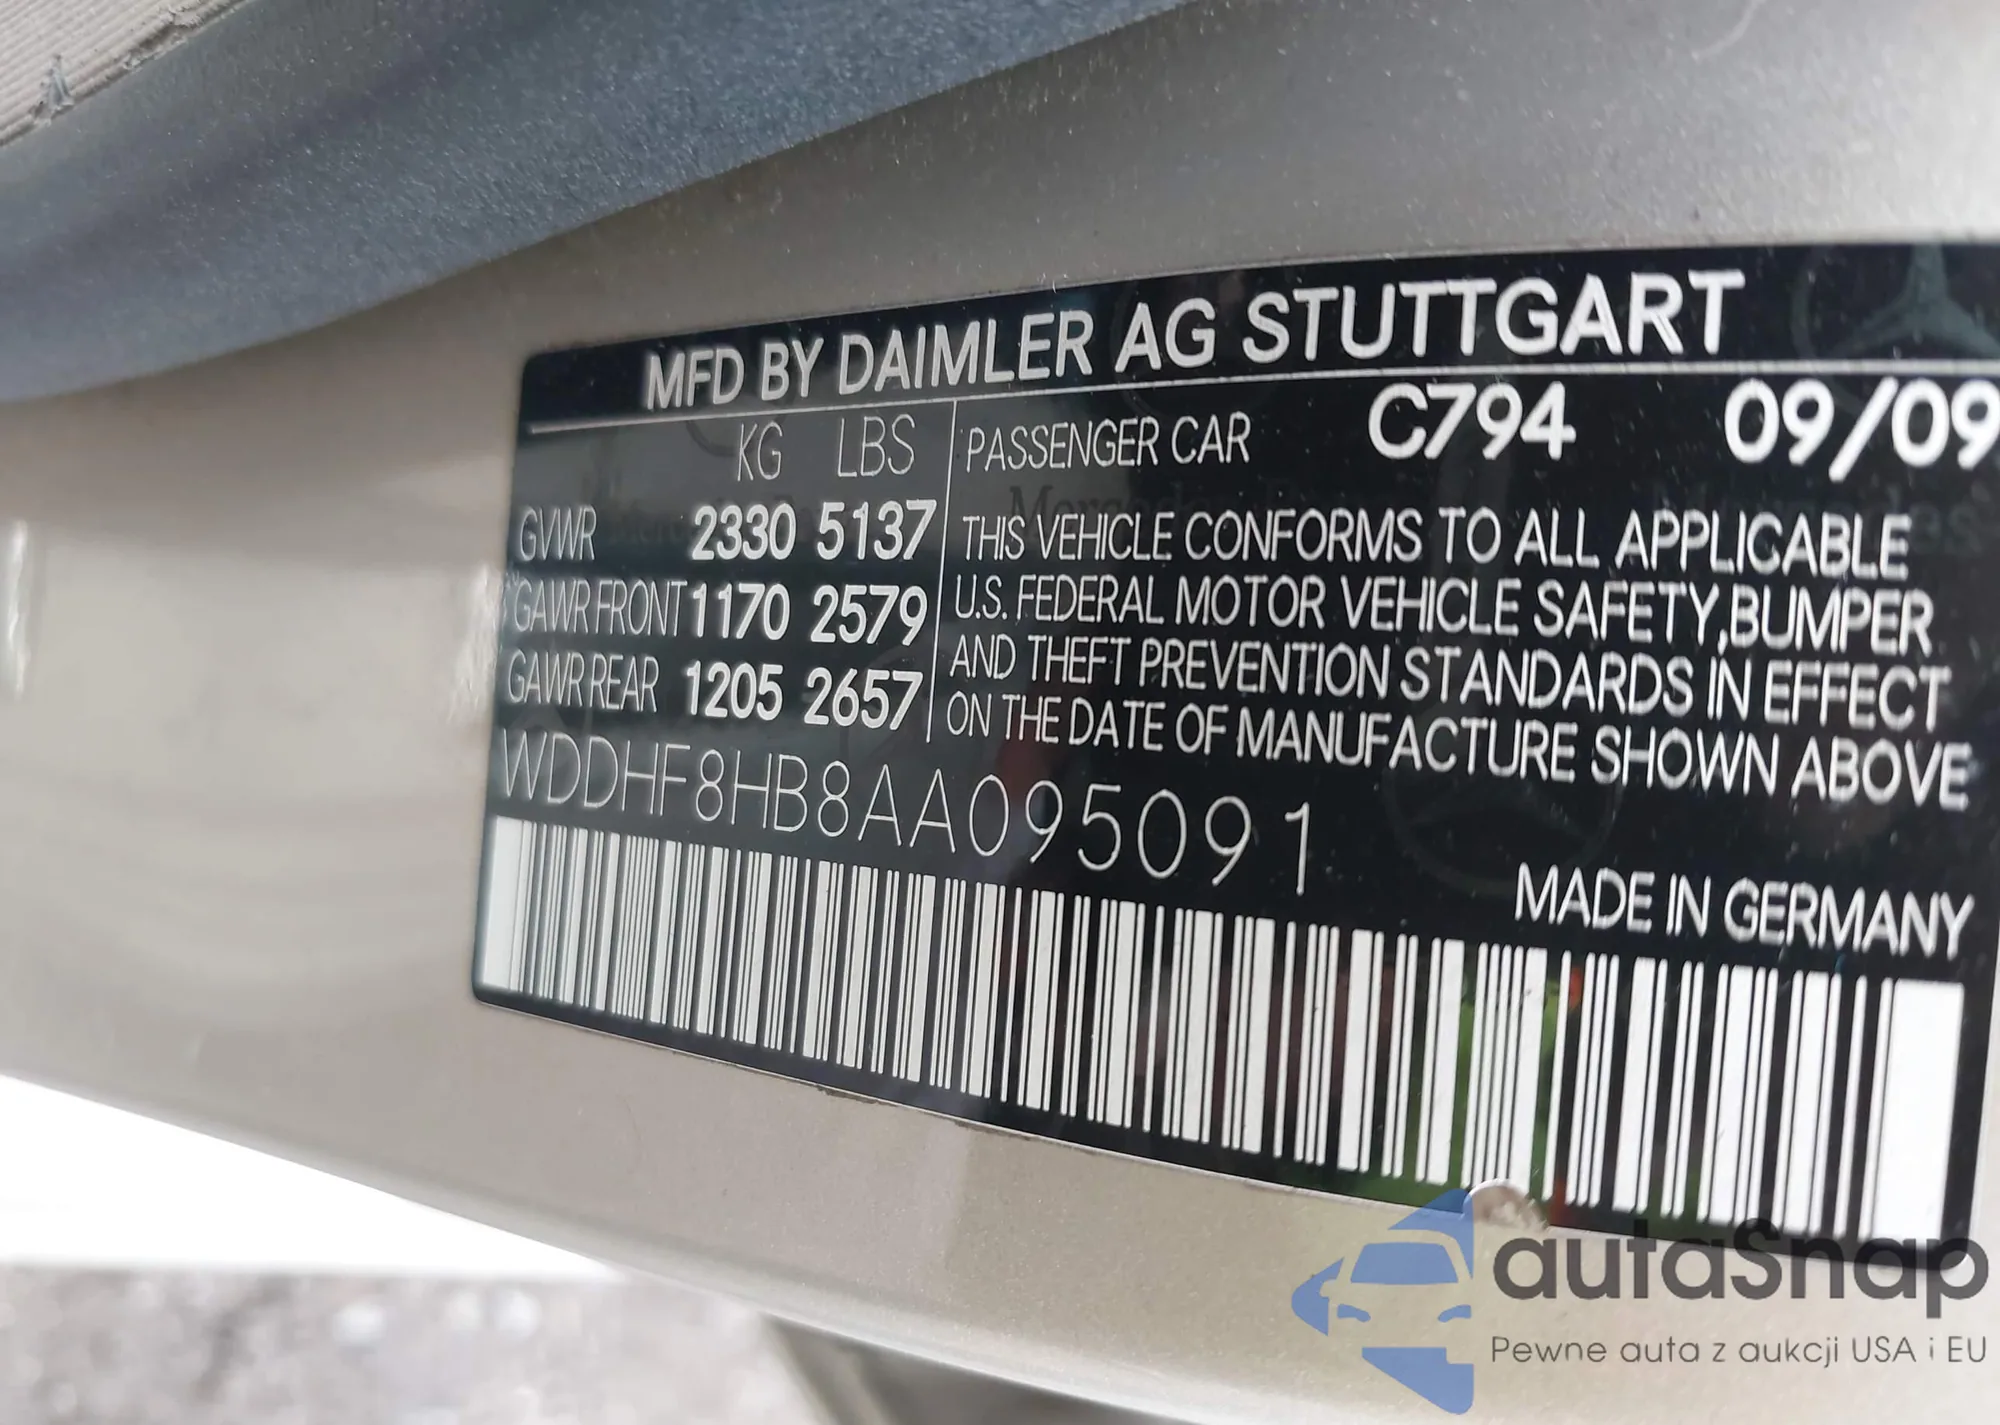 MFD BY DAIMLER AG STUTTGART
KG LBS
GVWR 2330 5137
GAWR FRONT 1170 2579
GAWR REAR 1205 2657
PASSENGER CAR C794 09/09
THIS VEHICLE CONFORMS TO ALL APPLICABLE
U.S. FEDERAL MOTOR VEHICLE SAFETY,BUMPER
AND THEFT PREVENTION STANDARDS IN EFFECT
ON THE DATE OF MANUFACTURE SHOWN ABOVE
WDDHF8HB8AA095091
MADE IN GERMANY
autaSnap
Pewne auta z aukcji USA i EU